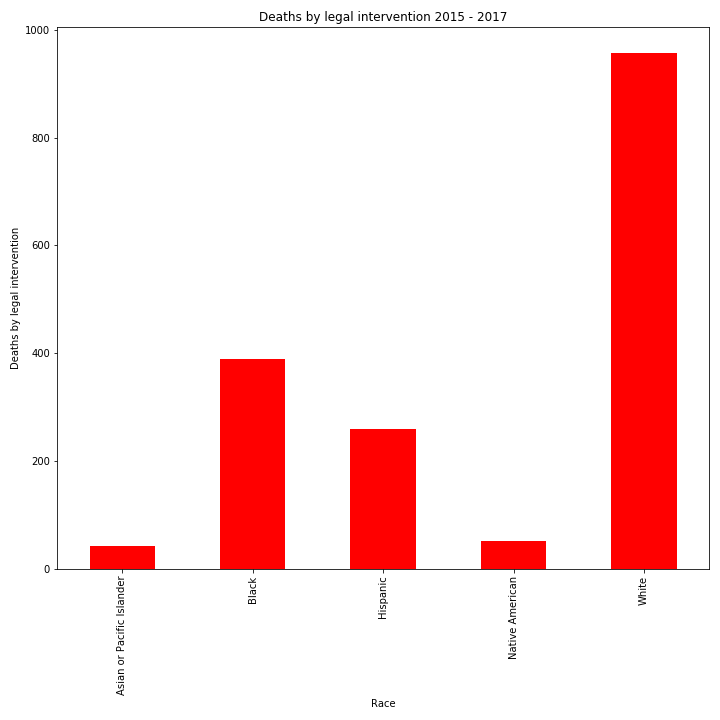 Deaths by legal intervention 2015 - 2017
1000
800
600
400
200
0
Deaths by legal intervention
Asian or Pacific Islander
Black
Hispanic
Native American
White
Race